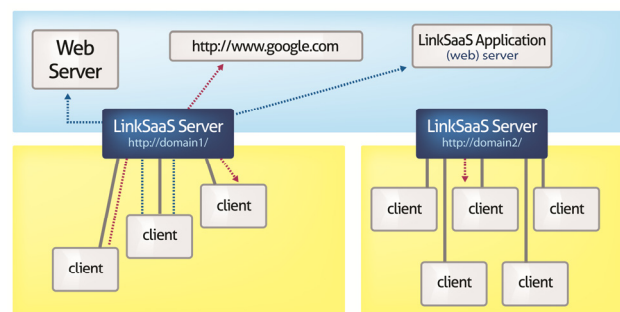 Web
Server
http://www.google.com
LinkSaaS Application
(web) server
LinkSaaS Server
http://domain1/
LinkSaaS Server
http://domain2/
client
client
client
client
client
client
client
client